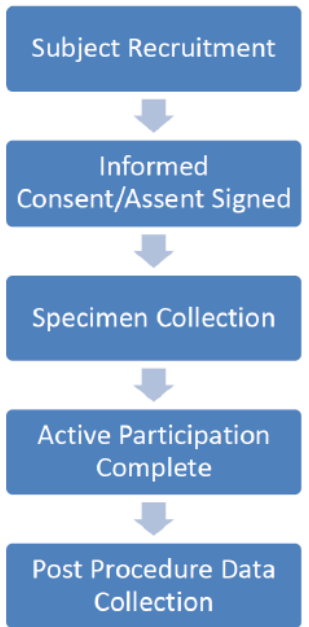 Subject Recruitment
Informed
Consent/Assent Signed
Specimen Collection
Active Participation
Complete
Post Procedure Data
Collection